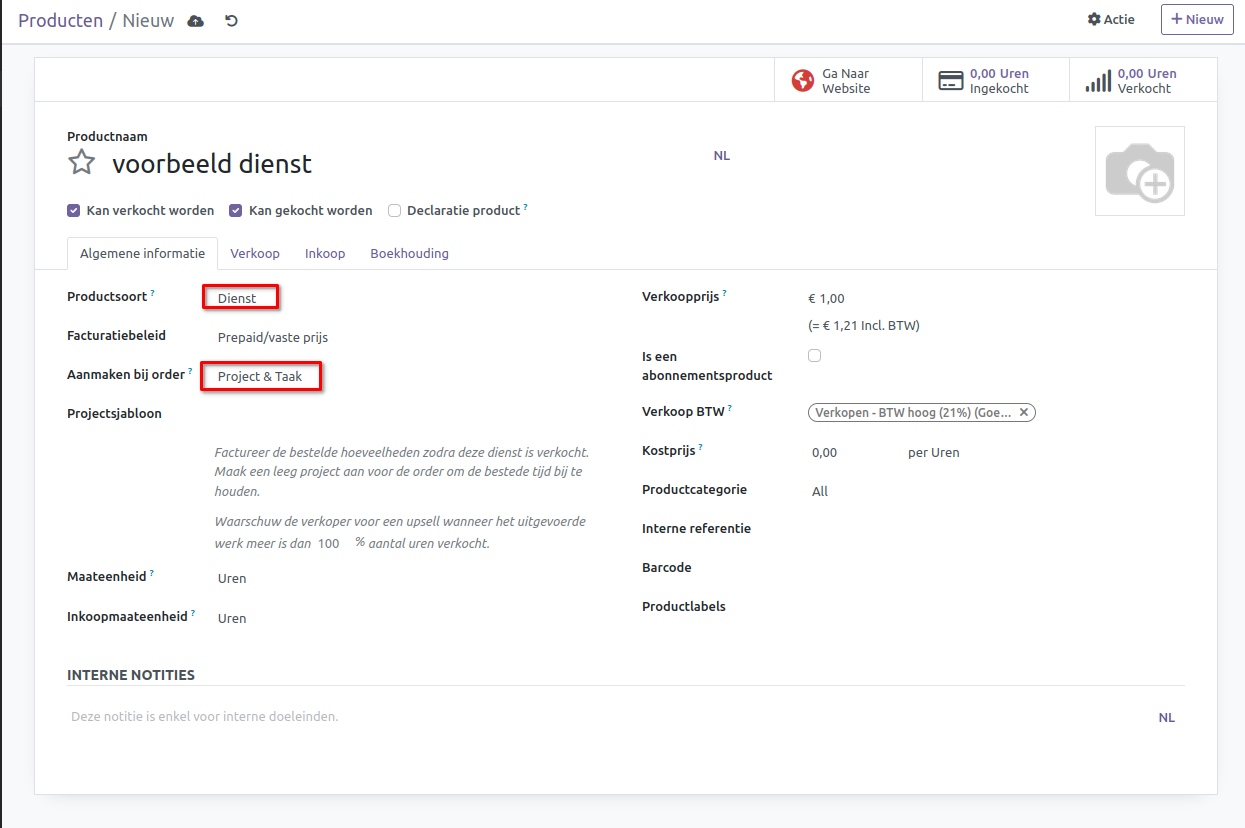 Producten / Nieuw
Actie
+ Nieuw
Ga Naar
Website
0,00 Uren
Ingekocht
0,00 Uren
Verkocht
Productnaam
voorbeeld dienst
NL
Kan verkocht worden
Kan gekocht worden
Declaratie product ?
Algemene informatie
Verkoop
Inkoop
Boekhouding
Productsoort ?
Dienst
Facturatiebeleid
Prepaid/vaste prijs
Aanmaken bij order ?
Project & Taak
Projectsjabloon
Factureer de bestelde hoeveelheden zodra deze dienst is verkocht.
Maak een leeg project aan voor de order om de bestede tijd bij te
houden.
Waarschuw de verkoper voor een upsell wanneer het uitgevoerde
werk meer is dan 100 % aantal uren verkocht.
Maateenheid ?
Uren
Inkoopmaateenheid ?
Uren
Verkoopprijs ?
€ 1,00
(= € 1,21 Incl. BTW)
Is een
abonnementsproduct
Verkoop BTW ?
Verkopen - BTW hoog (21%) (Goe... ×
Kostprijs ?
0,00
per Uren
Productcategorie
All
Interne referentie
Barcode
Productlabels
INTERNE NOTITIES
Deze notitie is enkel voor interne doeleinden.
NL